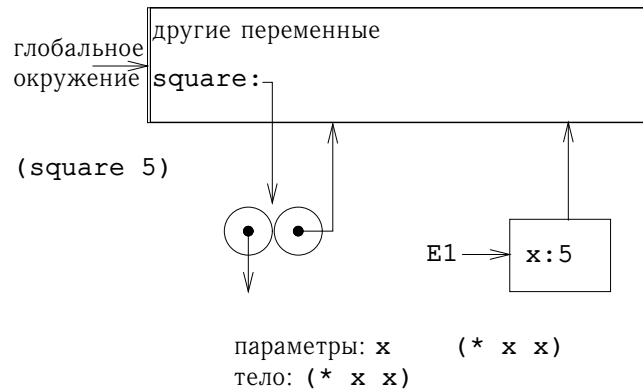 другие переменные
глобальное
окружение square:
(square 5)
E1 x:5
параметры: x (* x x)
тело: (* x x)